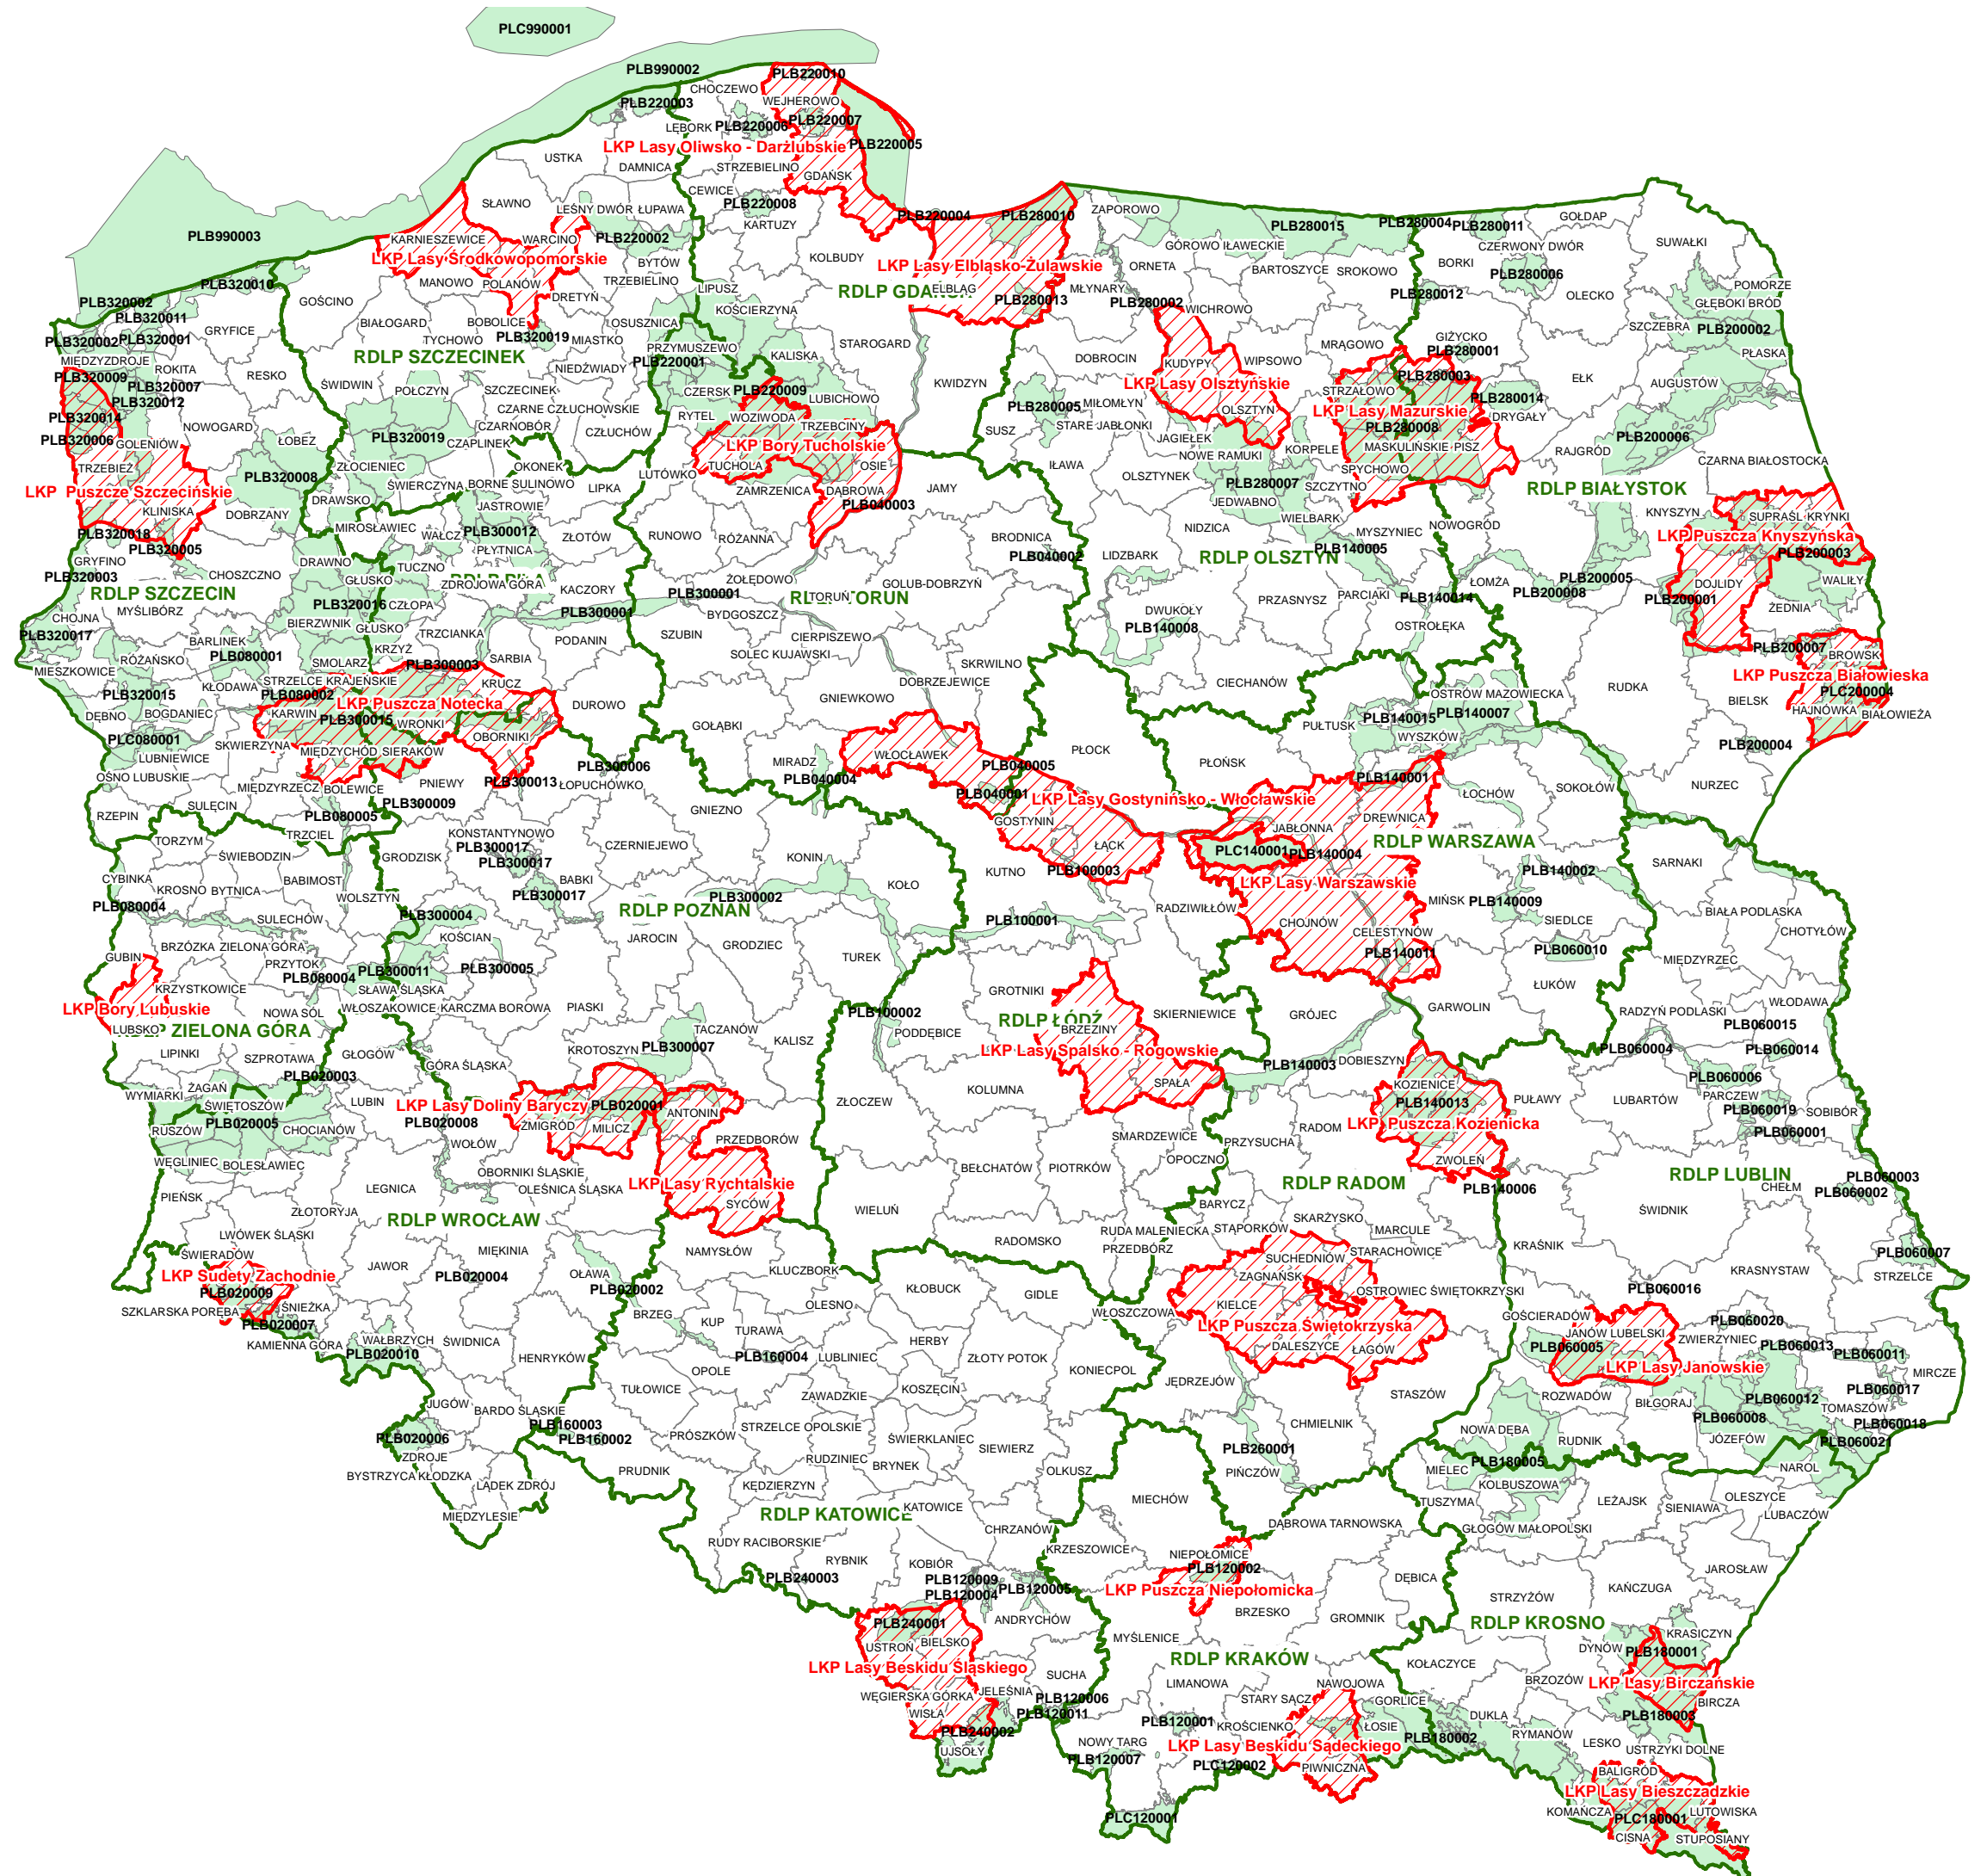 PLC990001
PLB990002
PLB220010
CHOCZEWO
PLB220003
WEJHEROWO
LĘBORK
PLB220006
PLB220007
PLB220005
LKP Lasy Oliwsko - Darżlubskie
USTKA
DAMNICA
STRZEBIELINO
GDAŃSK
CEWICE
PLB220008
SŁAWNO
LEŚNY DWÓR
ŁUPAWA
PLB220004
PLB280010
ZAPOROWO
PLB280015
PLB280004
PLB280011
GOŁDAP
PLB990003
KARNIESZEWICE
WARCINO
PLB220002
KARTUZY
GÓROWO IŁAWECKIE
CZERWONY DWÓR
SUWAŁKI
LKP Lasy Środkowopomorskie
BYTÓW
KOLBUDY
LKP Lasy Elbląsko-Żuławskie
ORNETA
BARTOSZYCE
SROKOWO
BORKI
PLB280006
PLB320010
MANOWO
POLANÓW
TRZEBIELINO
LIPUSZ
RDLP GDAŃSK
ELBLĄG
MŁYNARY
PLB280012
OLECKO
POMORZE
PLB320002
GOŚCINO
DRETYŃ
PLB280013
PLB280002
WICHROWO
GŁĘBOKI BRÓD
PLB320011
GRYFICE
BIAŁOGARD
BOBOLICE
OSUSZNICA
KOŚCIERZYNA
SZCZEBRA
PLB200002
PLB320002
PLB320001
TYCHOWO
PLB320019
MIASTKO
PRZYMUSZEWO
STAROGARD
MRĄGOWO
GIŻYCKO
MIĘDZYZDROJE
ROKITA
RDLP SZCZECINEK
PLB220001
KALISKA
DOBROCIN
KUDYPY
WIPSOWO
PLB280001
PŁASKA
PLB320009
PLB320007
RESKO
NIEDŹWIADY
KWIDZYN
LKP Lasy Olsztyńskie
PLB280003
EŁK
AUGUSTÓW
PLB320012
ŚWIDWIN
POŁCZYN
SZCZECINEK
CZERSK
PLB220009
LUBICHOWO
STRZAŁOWO
PLB280014
PLB320014
CZARNE CZŁUCHOWSKIE
RYTEL
WOZIWODA
PLB280005
MIŁOMŁYN
OLSZTYN
LKP Lasy Mazurskie
DRYGAŁY
PLB320006
NOWOGARD
CZARNOBÓR
TRZEBCINY
SUSZ
STARE JABŁONKI
PLB280008
PLB200006
GOLENIÓW
ŁOBEZ
PLB320019
CZAPLINEK
CZŁUCHÓW
LKP Bory Tucholskie
JAGIEŁEK
KORPELE
MASKULIŃSKIE
PISZ
RAJGRÓD
CZARNA BIAŁOSTOCKA
TRZEBIEŻ
PLB320008
ZŁOCIENIEC
OKONEK
LUTÓWKO
TUCHOLA
OSIE
IŁAWA
NOWE RAMUKI
SPYCHOWO
LKP Puszcze Szczecińskie
ŚWIERCZYNA
BORNE SULINOWO
LIPKA
ZAMRZENICA
DĄBROWA
JAMY
OLSZTYNEK
PLB280007
SZCZYTNO
RDLP BIAŁYSTOK
KLINISKA
DOBRZANY
DRAWSKO
JASTROWIE
PLB040003
JEDWABNO
KNYSZYN
SUPRAŚL
KRYNKI
PLB320018
MIROSŁAWIEC
WAŁCZ
PLB300012
WIELBARK
MYSZYNIEC
NOWOGRÓD
PLB320005
PŁYTNICA
ZŁOTÓW
RUNOWO
RÓŻANNA
BRODNICA
NIDZICA
LKP Puszcza Knyszyńska
GRYFINO
DRAWNO
TUCZNO
PLB040002
LIDZBARK
RDLP OLSZTYN
PLB140005
PLB200003
PLB320003
CHOSZCZNO
GŁUSKO
ZDROJOWA GÓRA
KACZORY
ŻOŁĘDOWO
GOLUB-DOBRZYŃ
ŁOMŻA
PLB200005
DOJLIDY
WALIŁY
RDLP SZCZECIN
PLB300001
TORUŃ
PARCIAKI
PLB140014
PLB200008
PLB200001
MYŚLIBÓRZ
PLB320016
CZŁOPA
PLB300001
BYDGOSZCZ
DWUKOŁY
PRZASNYSZ
ŻEDNIA
CHOJNA
BIERZWNIK
GŁUSKO
TRZCIANKA
PODANIN
SZUBIN
CIERPISZEWO
PLB140008
OSTROŁĘKA
PLB320017
BARLINEK
KRZYŻ
SOLEC KUJAWSKI
PLB200007
BROWSK
RÓŻAŃSKO
PLB080001
SMOLARZ
PLB300003
SARBIA
SKRWILNO
MIESZKOWICE
STRZELCE KRAJEŃSKIE
KRUCZ
DOBRZEJEWICE
CIECHANÓW
LKP Puszcza Białowieska
PLB320015
KŁODAWA
PLB080002
LKP Puszcza Notecka
GNIEWKOWO
OSTRÓW MAZOWIECKA
RUDKA
PLC200004
DĘBNO
BOGDANIEC
KARWIN
PLB300015
WRONKI
DUROWO
GOŁĄBKI
PUŁTUSK
PLB140015
PLB140007
BIELSK
HAJNÓWKA
BIAŁOWIEŻA
PLC080001
SKWIERZYNA
OBORNIKI
WYSZKÓW
LUBNIEWICE
MIĘDZYCHÓD
SIERAKÓW
WŁOCŁAWEK
PŁOCK
PLB200004
OŚNO LUBUSKIE
PNIEWY
PLB300013
PLB300006
MIRADZ
PLB040005
PŁOŃSK
PLB140001
MIĘDZYRZECZ
BOLEWICE
ŁOPUCHÓWKO
PLB040004
NURZEC
SULĘCIN
PLB300009
PLB040001
LKP Lasy Gostynińsko - Włocławskie
ŁOCHÓW
SOKOŁÓW
RZEPIN
PLB080005
GNIEZNO
GOSTYNIN
DREWNICA
TORZYM
TRZCIEL
KONSTANTYNOWO
JABŁONNA
RDLP WARSZAWA
PLB300017
CZERNIEJEWO
ŁĄCK
PLC140001
PLB140004
ŚWIEBODZIN
GRODZISK
PLB300017
KONIN
SARNAKI
CYBINKA
BABIMOST
BABKI
KUTNO
PLB100003
PLB140002
KROSNO
BYTNICA
WOLSZTYN
PLB300017
PLB300002
KOŁO
LKP Lasy Warszawskie
PLB080004
RDLP POZNAŃ
RADZIWIŁŁÓW
MIŃSK
PLB140009
SULECHÓW
PLB300004
PLB100001
CHOJNÓW
SIEDLCE
BIAŁA PODLASKA
BRZÓZKA
ZIELONA GÓRA
KOŚCIAN
JAROCIN
GRODZIEC
CELESTYNÓW
CHOTYŁÓW
GUBIN
PRZYTOK
TUREK
PLB140011
PLB060010
PLB080004
PLB300011
PLB300005
MIĘDZYRZEC
KRZYSTKOWICE
SŁAWA ŚLĄSKA
GROTNIKI
ŁUKÓW
LKP Bory Lubuskie
NOWA SÓL
WŁOSZAKOWICE
KARCZMA BOROWA
PIASKI
PLB100002
SKIERNIEWICE
GRÓJEC
GARWOLIN
RADZYŃ PODLASKI
WŁODAWA
LUBSKO
RDLP ZIELONA GÓRA
TACZANÓW
PODDĘBICE
RDLP ŁÓDŹ
BRZEZINY
PLB060015
LIPINKI
SZPROTAWA
GŁOGÓW
KROTOSZYN
PLB300007
KALISZ
LKP Lasy Spalsko - Rogowskie
DOBIESZYN
PLB060004
PLB060014
GÓRA ŚLĄSKA
PLB140003
ŻAGAŃ
PLB020003
KOLUMNA
SPAŁA
KOZIENICE
PLB060006
WYMIARKI
LUBIN
LKP Lasy Doliny Baryczy
PLB020001
ANTONIN
ZŁOCZEW
PLB140013
PUŁAWY
LUBARTÓW
PARCZEW
ŚWIĘTOSZÓW
PLB020008
PLB060019
SOBIBÓR
RUSZÓW
PLB020005
CHOCIANÓW
ŻMIGRÓD
MILICZ
LKP Puszcza Kozienicka
RADOM
PLB060001
WOŁÓW
PRZEDBORÓW
SMARDZEWICE
PRZYSUCHA
WĘGLINIEC
BOLESŁAWIEC
OBORNIKI ŚLĄSKIE
BEŁCHATÓW
PIOTRKÓW
OPOCZNO
ZWOLEŃ
LEGNICA
OLEŚNICA ŚLĄSKA
LKP Lasy Rychtalskie
RDLP RADOM
PLB140006
RDLP LUBLIN
PLB060003
PIEŃSK
SYCÓW
CHEŁM
PLB060002
ZŁOTORYJA
RDLP WROCŁAW
WIELUŃ
BARYCZ
ŚWIDNIK
LWÓWEK ŚLĄSKI
RUDA MALENIECKA
STĄPORKÓW
SKARŻYSKO
MARCULE
ŚWIERADÓW
MIĘKINIA
NAMYSŁÓW
RADOMSKO
PRZEDBÓRZ
SUCHEDNIÓW
STARACHOWICE
KRAŚNIK
PLB060007
LKP Sudety Zachodnie
JAWOR
PLB020004
OŁAWA
KLUCZBORK
ZAGNAŃSK
KRASNYSTAW
STRZELCE
PLB020009
PLB020002
KŁOBUCK
GIDLE
OSTROWIEC ŚWIĘTOKRZYSKI
PLB060016
SZKLARSKA PORĘBA
ŚNIEŻKA
BRZEG
OLESNO
WŁOSZCZOWA
KIELCE
GOŚCIERADÓW
PLB020007
KUP
TURAWA
HERBY
LKP Puszcza Świętokrzyska
PLB060020
KAMIENNA GÓRA
WAŁBRZYCH
ŚWIDNICA
JANÓW LUBELSKI
ZWIERZYNIEC
PLB020010
HENRYKÓW
PLB160004
LUBLINIEC
ZŁOTY POTOK
DALESZYCE
ŁAGÓW
PLB060005
PLB060013
PLB060011
OPOLE
KONIECPOL
LKP Lasy Janowskie
MIRCZE
TUŁOWICE
ZAWADZKIE
KOSZĘCIN
JĘDRZEJÓW
STASZÓW
ROZWADÓW
BIŁGORAJ
PLB060012
PLB060017
JUGÓW
BARDO ŚLĄSKIE
TOMASZÓW
PLB160003
STRZELCE OPOLSKIE
CHMIELNIK
NOWA DĘBA
PLB060008
PLB060018
PLB020006
PLB160002
PRÓSZKÓW
ŚWIERKLANIEC
SIEWIERZ
PLB260001
RUDNIK
JÓZEFÓW
PLB060021
ZDROJE
RUDZINIEC
BRYNEK
OLKUSZ
PIŃCZÓW
PLB180005
NAROL
BYSTRZYCA KŁODZKA
LĄDEK ZDRÓJ
PRUDNIK
KĘDZIERZYN
MIECHÓW
MIELEC
KOLBUSZOWA
MIĘDZYLESIE
RDLP KATOWICE
KATOWICE
TUSZYMA
LEŻAJSK
SIENIAWA
OLESZYCE
CHRZANÓW
DĄBROWA TARNOWSKA
GŁOGÓW MAŁOPOLSKI
LUBACZÓW
RUDY RACIBORSKIE
RYBNIK
KRZESZOWICE
NIEPOŁOMICE
PLB240003
KOBIÓR
PLB120009
PLB120005
PLB120002
DĘBICA
JAROSŁAW
PLB120004
LKP Puszcza Niepołomicka
STRZYŻÓW
KAŃCZUGA
PLB240001
ANDRYCHÓW
BRZESKO
GROMNIK
RDLP KROSNO
USTROŃ
BIELSKO
MYŚLENICE
KRASICZYN
LKP Lasy Beskidu Śląskiego
SUCHA
RDLP KRAKÓW
KOŁACZYCE
DYNÓW
PLB180001
WĘGIERSKA GÓRKA
JELEŚNIA
LIMANOWA
NAWOJOWA
BRZOZÓW
LKP Lasy Birczańskie
WISŁA
PLB120006
STARY SĄCZ
GORLICE
BIRCZA
PLB240002
PLB120011
PLB120001
KROŚCIENKO
ŁOSIE
DUKLA
PLB180003
UJSOŁY
NOWY TARG
LKP Lasy Beskidu Sądeckiego
PLB180002
RYMANÓW
LESKO
USTRZYKI DOLNE
PLB120007
PLC120002
PIWNICZNA
BALIGRÓD
LKP Lasy Bieszczadzkie
PLC120001
KOMAŃCZA
PLC180001
LUTOWISKA
CISNA
STUPOSIANY